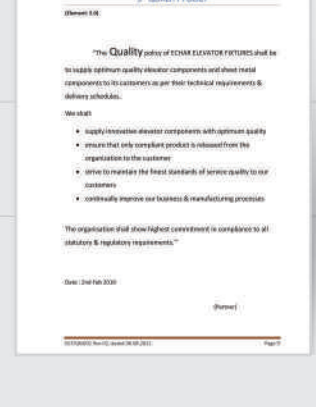 (Element 5.0)
"The Quality policy of ECHAR ELEVATOR FIXTURES shall be
to supply optimum quality elevator components and sheet metal
components to its customers as per their technical requirements &
delivery schedules.
We shall
• supply innovative elevator components with optimum quality
• ensure that only compliant product is released from the
organization to the customer
• strive to maintain the finest standards of service quality to our
customers
• continually improve our business & manufacturing processes
The organisation shall show highest commitment in compliance to all
statutory & regulatory requirements."
Date : 2nd Feb 2010
(Partner)
Page